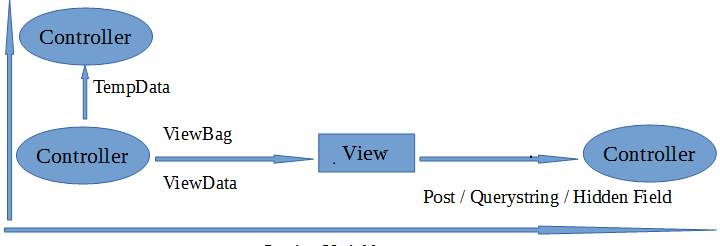 Controller
TempData
ViewBag
Controller
View
Controller
ViewData
Post / Querystring / Hidden Field